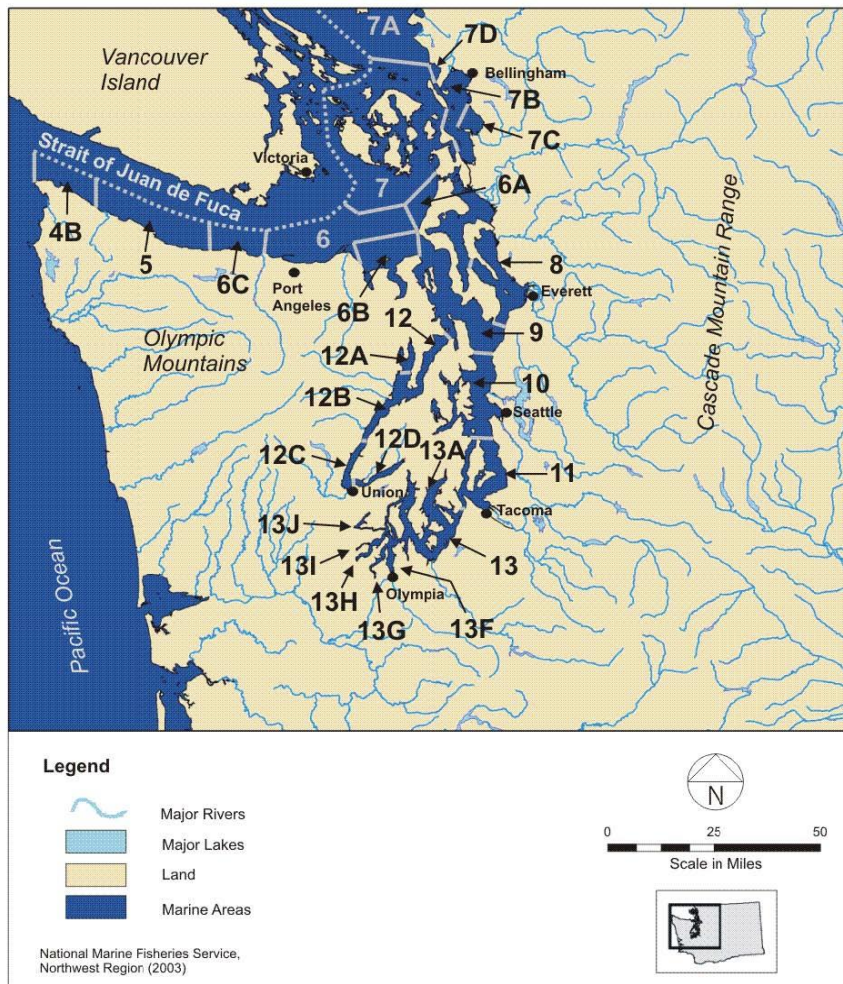 7A
7D
Vancouver
Island
Bellingham
7B
7C
Strait of Juan de Fuca
Victoria
7
6A
4B
5
6C
6
8
Port
Angeles
6B
Everett
Cascade Mountain Range
12
9
Olympic
Mountains
12A
10
12B
Seattle
12D
13A
12C
11
Union
Tacoma
13J
13I
13
13H
Olympia
13G
13F
Pacific Ocean
Legend
Major Rivers
Major Lakes
Land
Marine Areas
N
0 25 50
Scale in Miles
National Marine Fisheries Service,
Northwest Region (2003)